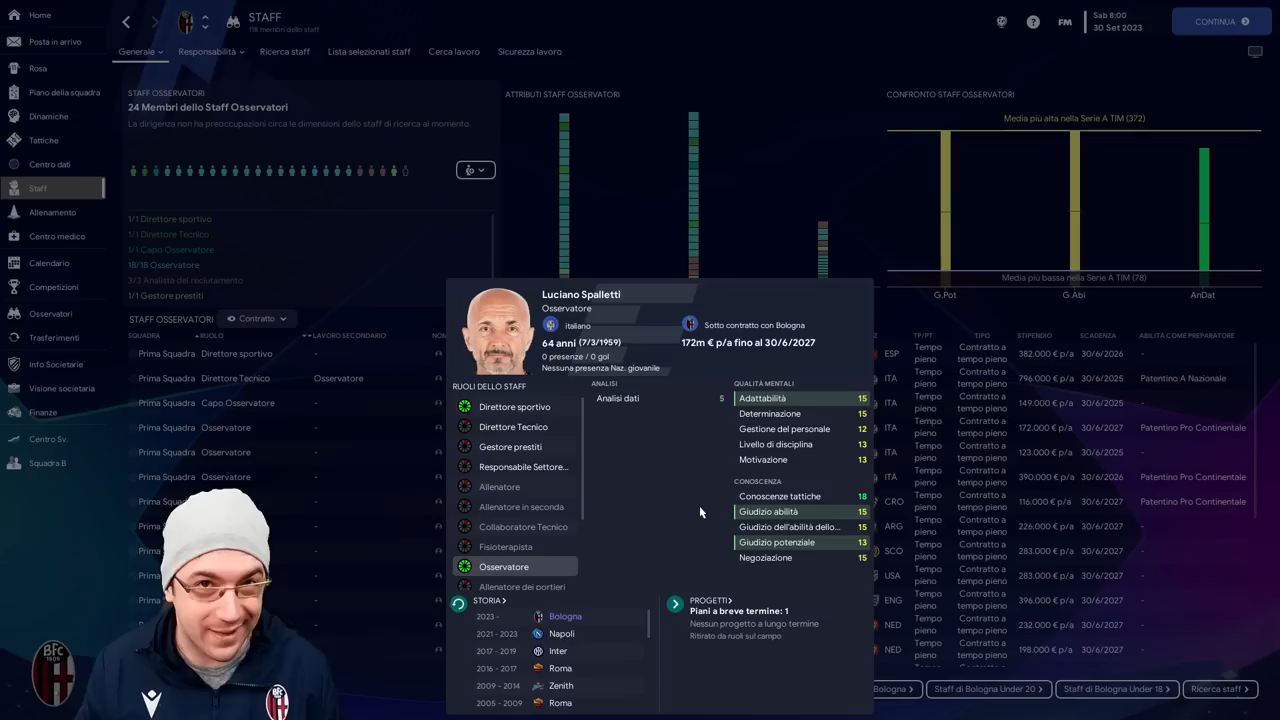 Home
Posta in arrivo
Rosa
Piano della squadra
Dinamiche
Tattiche
Centro dati
Staff
Allenamento
Centro medico
Calendario
Competizioni
Osservatori
Trasferimenti
Info Societarie
Visione societaria
Finanze
Centro Sv.
Squadra B
STAFF
118 membri dello staff
FM
Sab 8:00
30 Set 2023
CONTINUA
Generale
Responsabilità
Ricerca staff
Lista selezionati staff
Cerca lavoro
Sicurezza lavoro
STAFF OSSERVATORI
24 Membri dello Staff Osservatori
La dirigenza non ha preoccupazioni circa le dimensioni dello staff di ricerca al momento.
1/1 Direttore sportivo
1/1 Direttore Tecnico
1/1 Capo Osservatore
18/18 Osservatore
3/3 Analista del reclutamento
1/1 Gestore prestiti
ATTRIBUTI STAFF OSSERVATORI
CONFRONTO STAFF OSSERVATORI
Media più alta nella Serie A TIM (372)
Media più bassa nella Serie A TIM (78)
G.Pot
G.Abi
AnDat
STAFF OSSERVATORI
Contratto
SQUADRA
RUOLO
LAVORO SECONDARIO
TP/PT
TIPO
STIPENDIO
SCADENZA
ABILITÀ COME PREPARATORE
Prima Squadra Direttore sportivo -
Prima Squadra Direttore Tecnico Osservatore
Prima Squadra Capo Osservatore -
Prima Squadra Osservatore -
Prima Squadra Osservatore -
Prima Squadra Osservatore -
Prima Squadra
Prima S
ESP Tempo pieno Contratto a tempo pieno 382.000 € p/a 30/6/2026 -
ITA Tempo pieno Contratto a tempo pieno 796.000 € p/a 30/6/2025 Patentino A Nazionale
ITA Tempo pieno Contratto a tempo pieno 149.000 € p/a 30/6/2025 -
ITA Tempo pieno Contratto a tempo pieno 172.000 € p/a 30/6/2027 Patentino Pro Continentale
ITA Tempo pieno Contratto a tempo pieno 123.000 € p/a 30/6/2025 -
ITA Tempo pieno Contratto a tempo pieno 390.000 € p/a 30/6/2026 Patentino Pro Continentale
CRO Tempo pieno Contratto a tempo pieno 116.000 € p/a 30/6/2027 Patentino Pro Continentale
ARG Tempo pieno Contratto a tempo pieno 226.000 € p/a 30/6/2027 -
SCO Tempo pieno Contratto a tempo pieno 283.000 € p/a 30/6/2027 -
USA Tempo pieno Contratto a tempo pieno 283.000 € p/a 30/6/2027 -
ENG Tempo pieno Contratto a tempo pieno 396.000 € p/a 30/6/2027 -
NED Tempo pieno Contratto a tempo pieno 232.000 € p/a 30/6/2027 -
NED Tempo pieno Contratto a tempo pieno 198.000 € p/a 30/6/2027 -
Luciano Spalletti
Osservatore
italiano
64 anni (7/3/1959)
0 presenze / 0 gol
Nessuna presenza Naz. giovanile
Sotto contratto con Bologna
172m € p/a fino al 30/6/2027
RUOLI DELLO STAFF
Direttore sportivo
Direttore Tecnico
Gestore prestiti
Responsabile Settore...
Allenatore
Allenatore in seconda
Collaboratore Tecnico
Fisioterapista
Osservatore
Allenatore dei portieri
ANALISI
Analisi dati 5
QUALITÀ MENTALI
Adattabilità 15
Determinazione 15
Gestione del personale 12
Livello di disciplina 13
Motivazione 13
CONOSCENZA
Conoscenze tattiche 18
Giudizio abilità 15
Giudizio dell'abilità dello... 15
Giudizio potenziale 13
Negoziazione 15
STORIA
2023 - Bologna
2021 - 2023 Napoli
2017 - 2019 Inter
2016 - 2017 Roma
2009 - 2014 Zenith
2005 - 2009 Roma
PROGETTI
Piani a breve termine: 1
Nessun progetto a lungo termine
Ritirato da ruoli sul campo
Bologna
Staff di Bologna Under 20
Staff di Bologna Under 18
Ricerca staff
BFC
1909